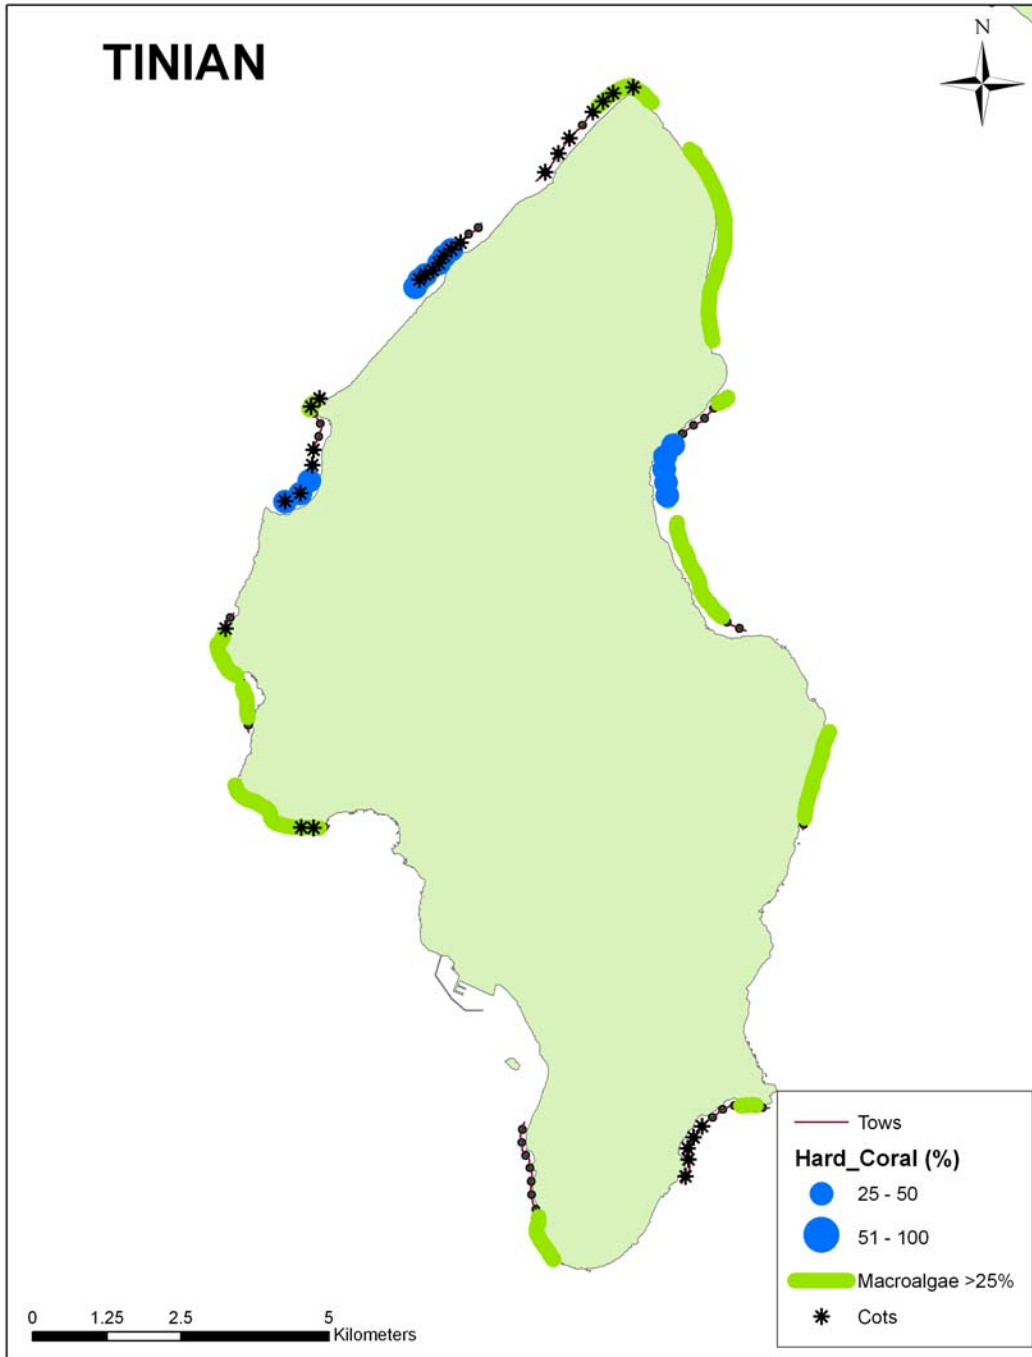 TINIAN
N
Tows
Hard_Coral (%)
25 - 50
51 - 100
Macroalgae >25%
Cots
0 1.25 2.5 5
Kilometers